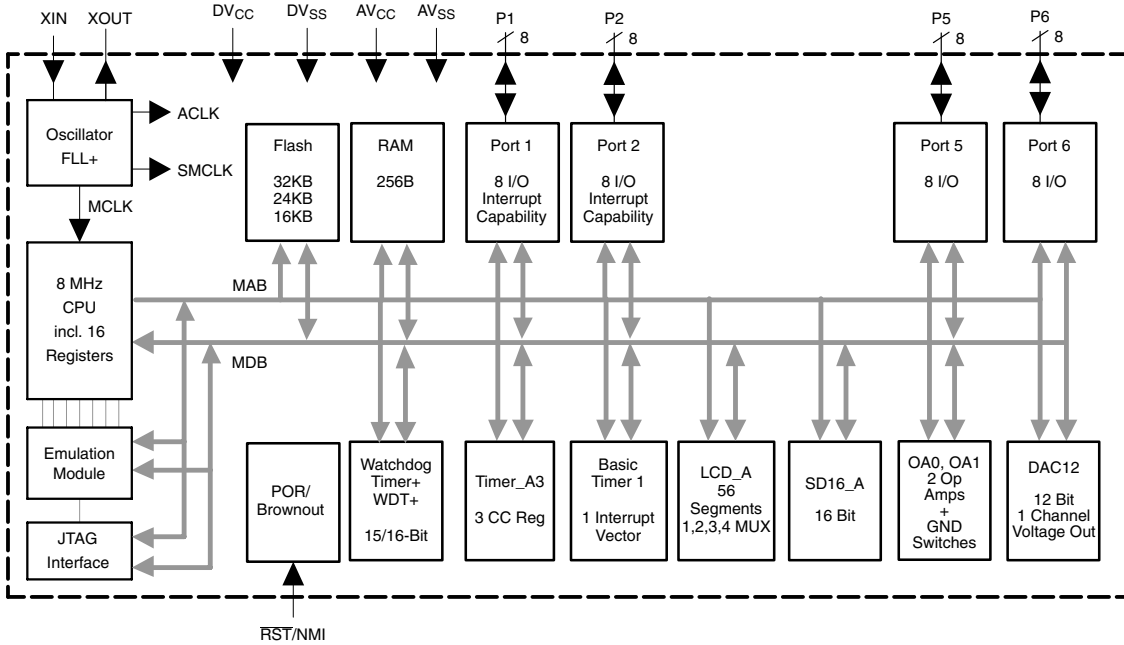 XIN
XOUT
DVCC
DVSS
AVCC
AVSS
P1
8
P2
8
P5
8
P6
8
Oscillator
FLL+
ACLK
SMCLK
MCLK
Flash
32KB
24KB
16KB
RAM
256B
Port 1
8 I/O
Interrupt
Capability
Port 2
8 I/O
Interrupt
Capability
Port 5
8 I/O
Port 6
8 I/O
8 MHz
CPU
incl. 16
Registers
MAB
MDB
Emulation
Module
JTAG
Interface
POR/
Brownout
Watchdog
Timer+
WDT+
15/16-Bit
Timer_A3
3 CC Reg
Basic
Timer 1
1 Interrupt
Vector
LCD_A
56
Segments
1,2,3,4 MUX
SD16_A
16 Bit
OA0, OA1
2 Op
Amps
+
GND
Switches
DAC12
12 Bit
1 Channel
Voltage Out
RST/NMI